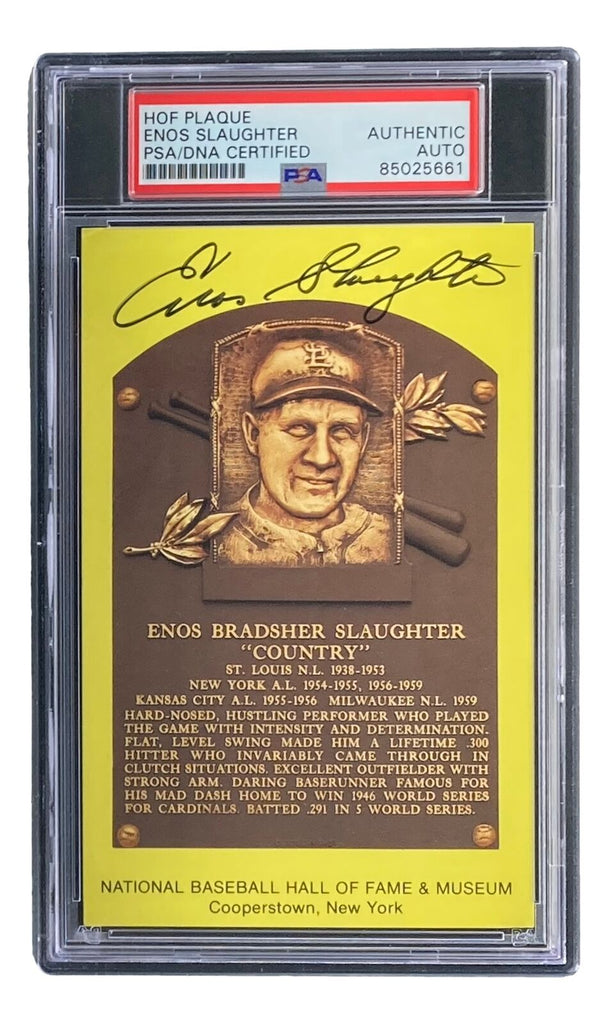 HOF PLAQUE
ENOS SLAUGHTER
PSA/DNA CERTIFIED
AUTHENTIC
AUTO
85025661
PSA
Enos Slaughter
STL
ENOS BRADSHER SLAUGHTER
"COUNTRY"
ST. LOUIS N.L. 1938-1953
NEW YORK A.L. 1954-1955, 1956-1959
KANSAS CITY A.L. 1955-1956 MILWAUKEE N.L. 1959
HARD-NOSED, HUSTLING PERFORMER WHO PLAYED
THE GAME WITH INTENSITY AND DETERMINATION.
FLAT, LEVEL SWING MADE HIM A LIFETIME .300
HITTER WHO INVARIABLY CAME THROUGH IN
CLUTCH SITUATIONS. EXCELLENT OUTFIELDER WITH
STRONG ARM. DARING BASERUNNER FAMOUS FOR
HIS MAD DASH HOME TO WIN 1946 WORLD SERIES
FOR CARDINALS. BATTED .291 IN 5 WORLD SERIES.
NATIONAL BASEBALL HALL OF FAME & MUSEUM
Cooperstown, New York